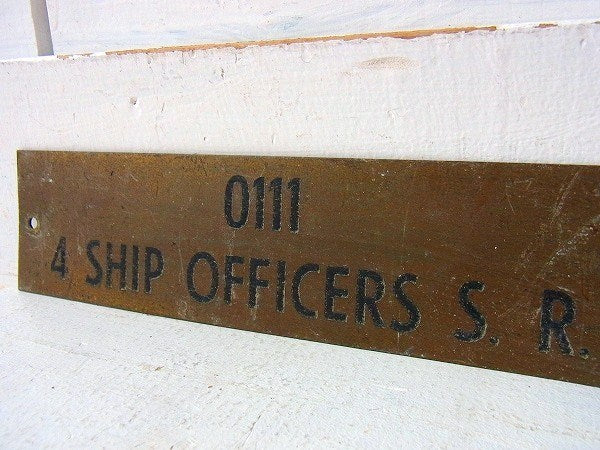 0111
4 SHIP OFFICERS S. R.